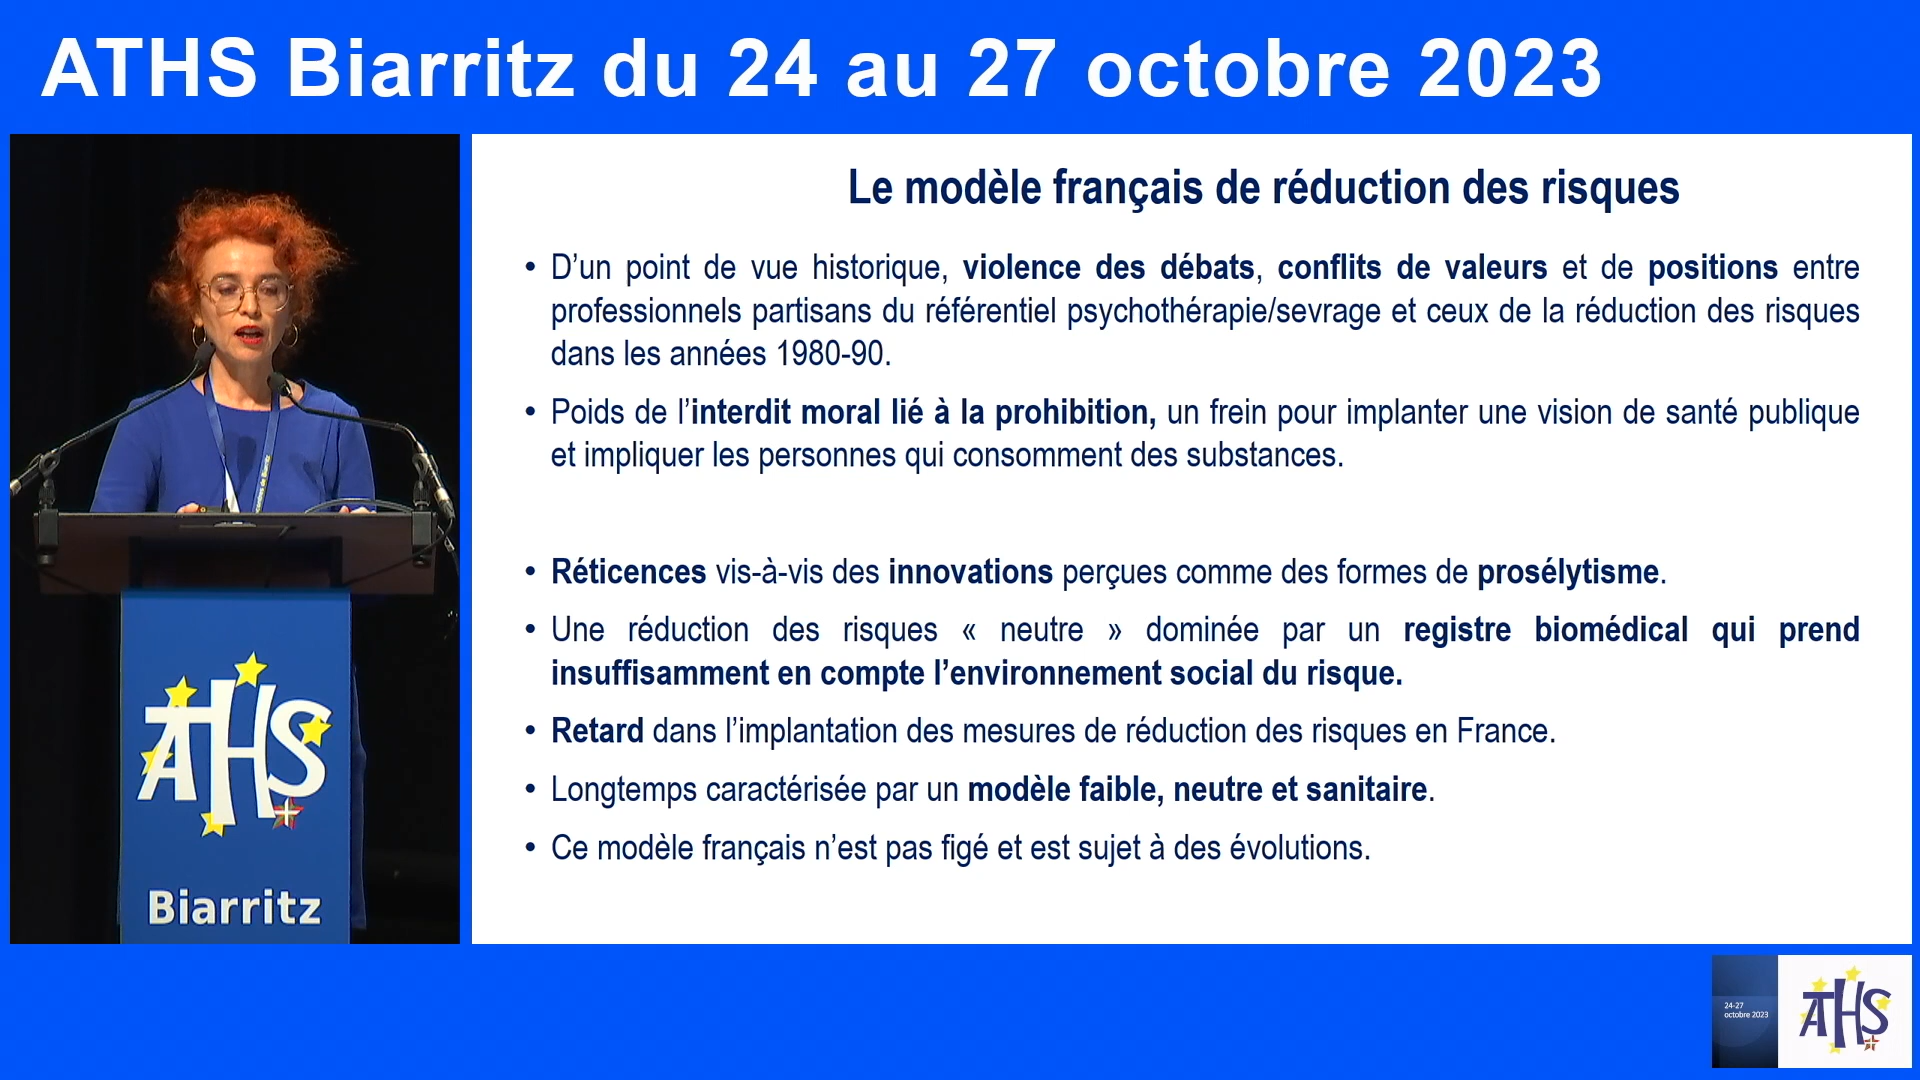 ATHS Biarritz du 24 au 27 octobre 2023
Le modèle français de réduction des risques
• D’un point de vue historique, violence des débats, conflits de valeurs et de positions entre
professionnels partisans du référentiel psychothérapie/sevrage et ceux de la réduction des risques
dans les années 1980-90.
• Poids de l’interdit moral lié à la prohibition, un frein pour implanter une vision de santé publique
et impliquer les personnes qui consomment des substances.
• Réticences vis-à-vis des innovations perçues comme des formes de prosélytisme.
• Une réduction des risques « neutre » dominée par un registre biomédical qui prend
insuffisamment en compte l’environnement social du risque.
• Retard dans l’implantation des mesures de réduction des risques en France.
• Longtemps caractérisée par un modèle faible, neutre et sanitaire.
• Ce modèle français n’est pas figé et est sujet à des évolutions.
ATHS
Biarritz
24-27
octobre 2023
ATHS